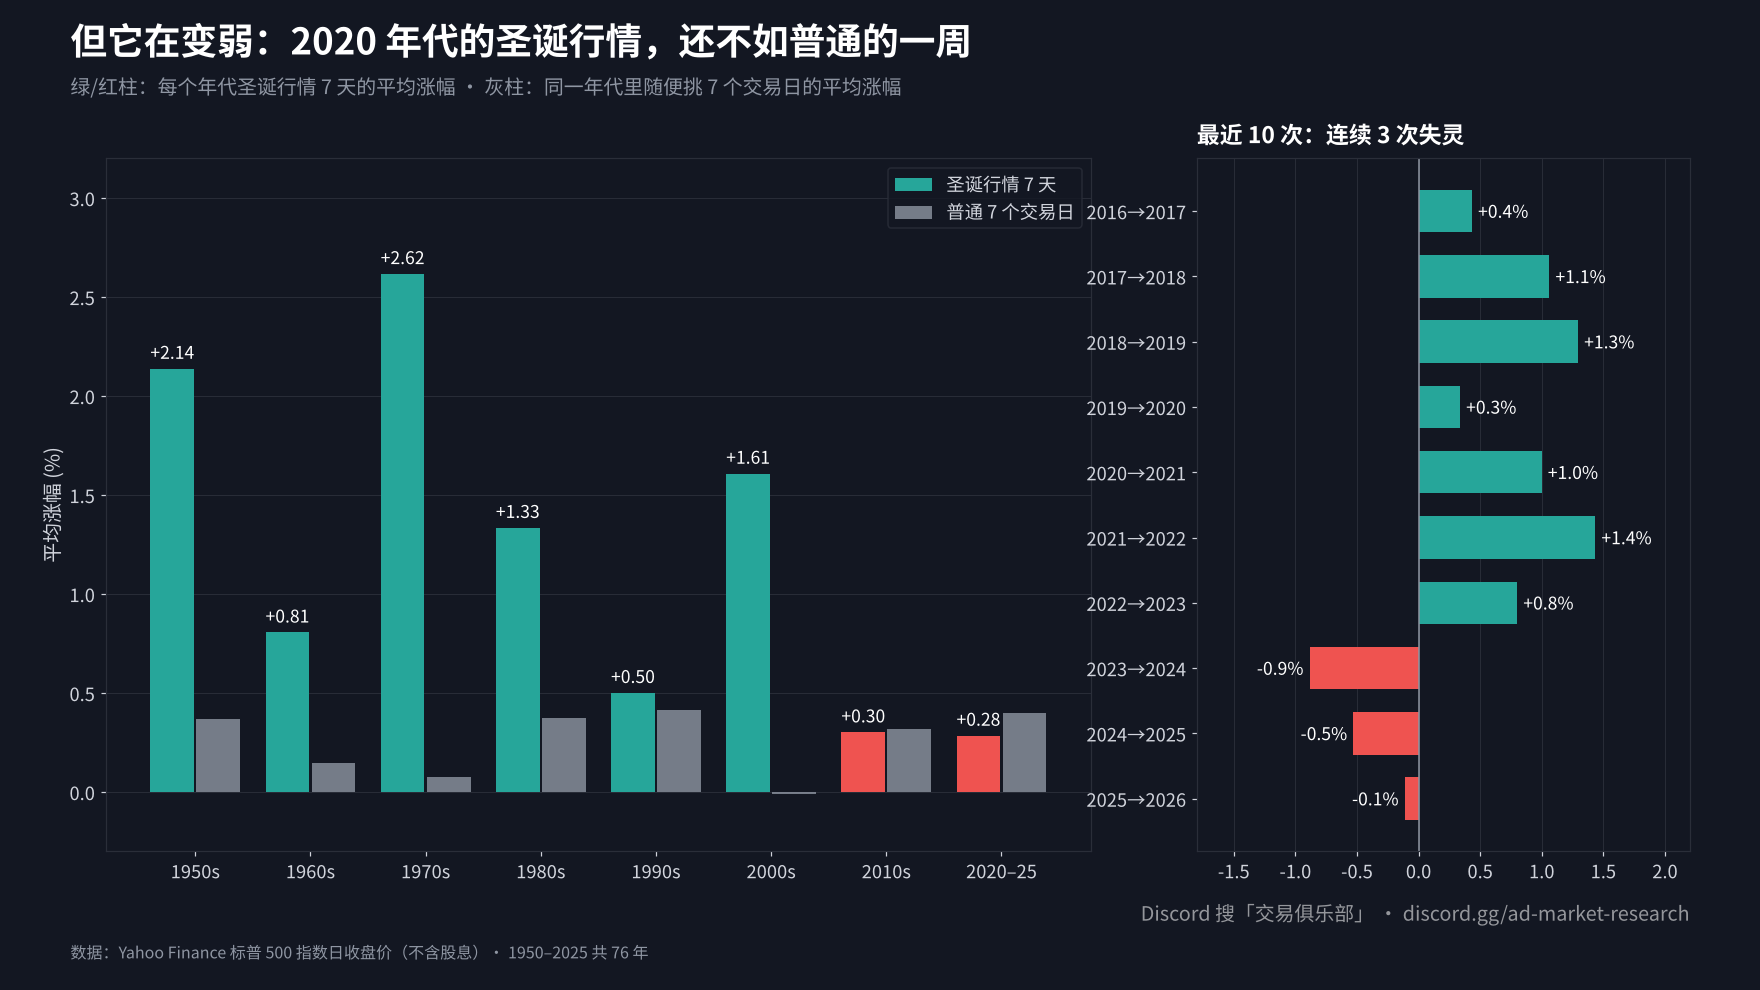 但它在变弱：2020 年代的圣诞行情，还不如普通的一周
绿/红柱：每个年代圣诞行情 7 天的平均涨幅 · 灰柱：同一年代里随便挑 7 个交易日的平均涨幅
平均涨幅 (%)
3.0
2.5
2.0
1.5
1.0
0.5
0.0
圣诞行情 7 天
普通 7 个交易日
+2.14
+0.81
+2.62
+1.33
+0.50
+1.61
+0.30
+0.28
1950s
1960s
1970s
1980s
1990s
2000s
2010s
2020–25
最近 10 次：连续 3 次失灵
2016→2017 +0.4%
2017→2018 +1.1%
2018→2019 +1.3%
2019→2020 +0.3%
2020→2021 +1.0%
2021→2022 +1.4%
2022→2023 +0.8%
2023→2024 -0.9%
2024→2025 -0.5%
2025→2026 -0.1%
-1.5
-1.0
-0.5
0.0
0.5
1.0
1.5
2.0
Discord 搜「交易俱乐部」 · discord.gg/ad-market-research
数据：Yahoo Finance 标普 500 指数日收盘价（不含股息） · 1950–2025 共 76 年